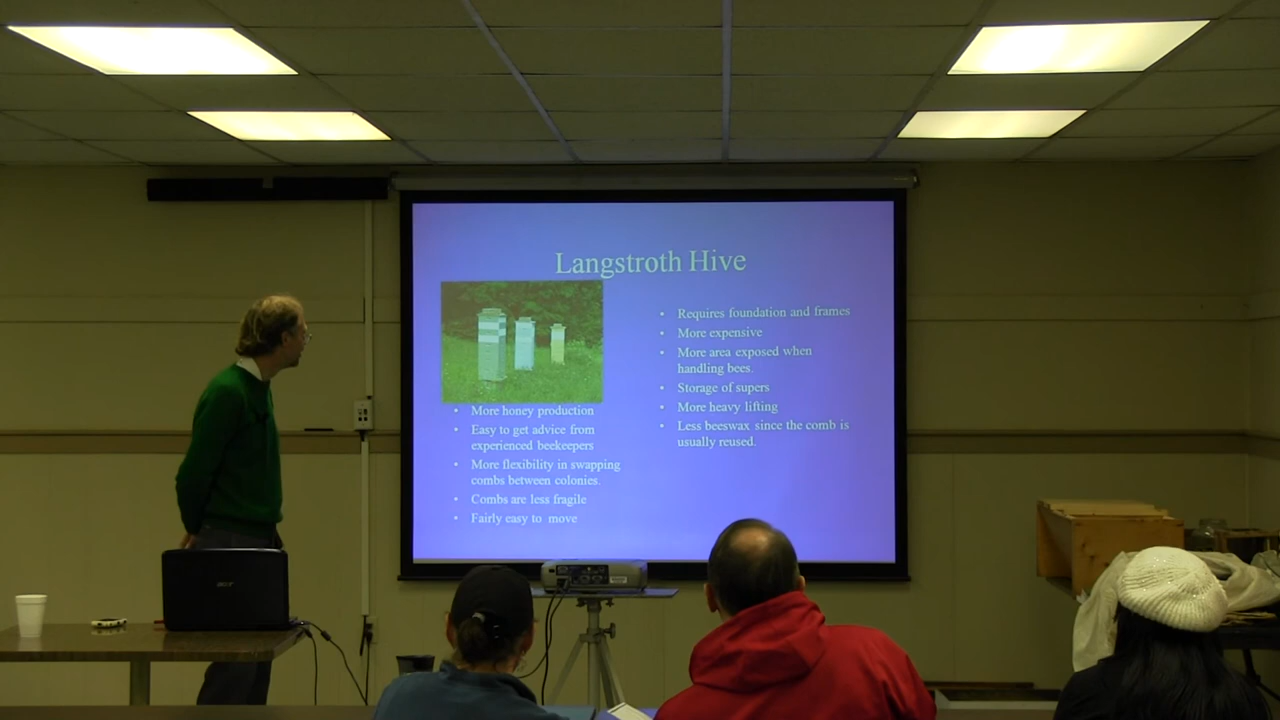 Langstroth Hive
• More honey production
• Easy to get advice from
experienced beekeepers
• More flexibility in swapping
combs between colonies.
• Combs are less fragile
• Fairly easy to move
• Requires foundation and frames
• More expensive
• More area exposed when
handling bees.
• Storage of supers
• More heavy lifting
• Less beeswax since the comb is
usually reused.
acer